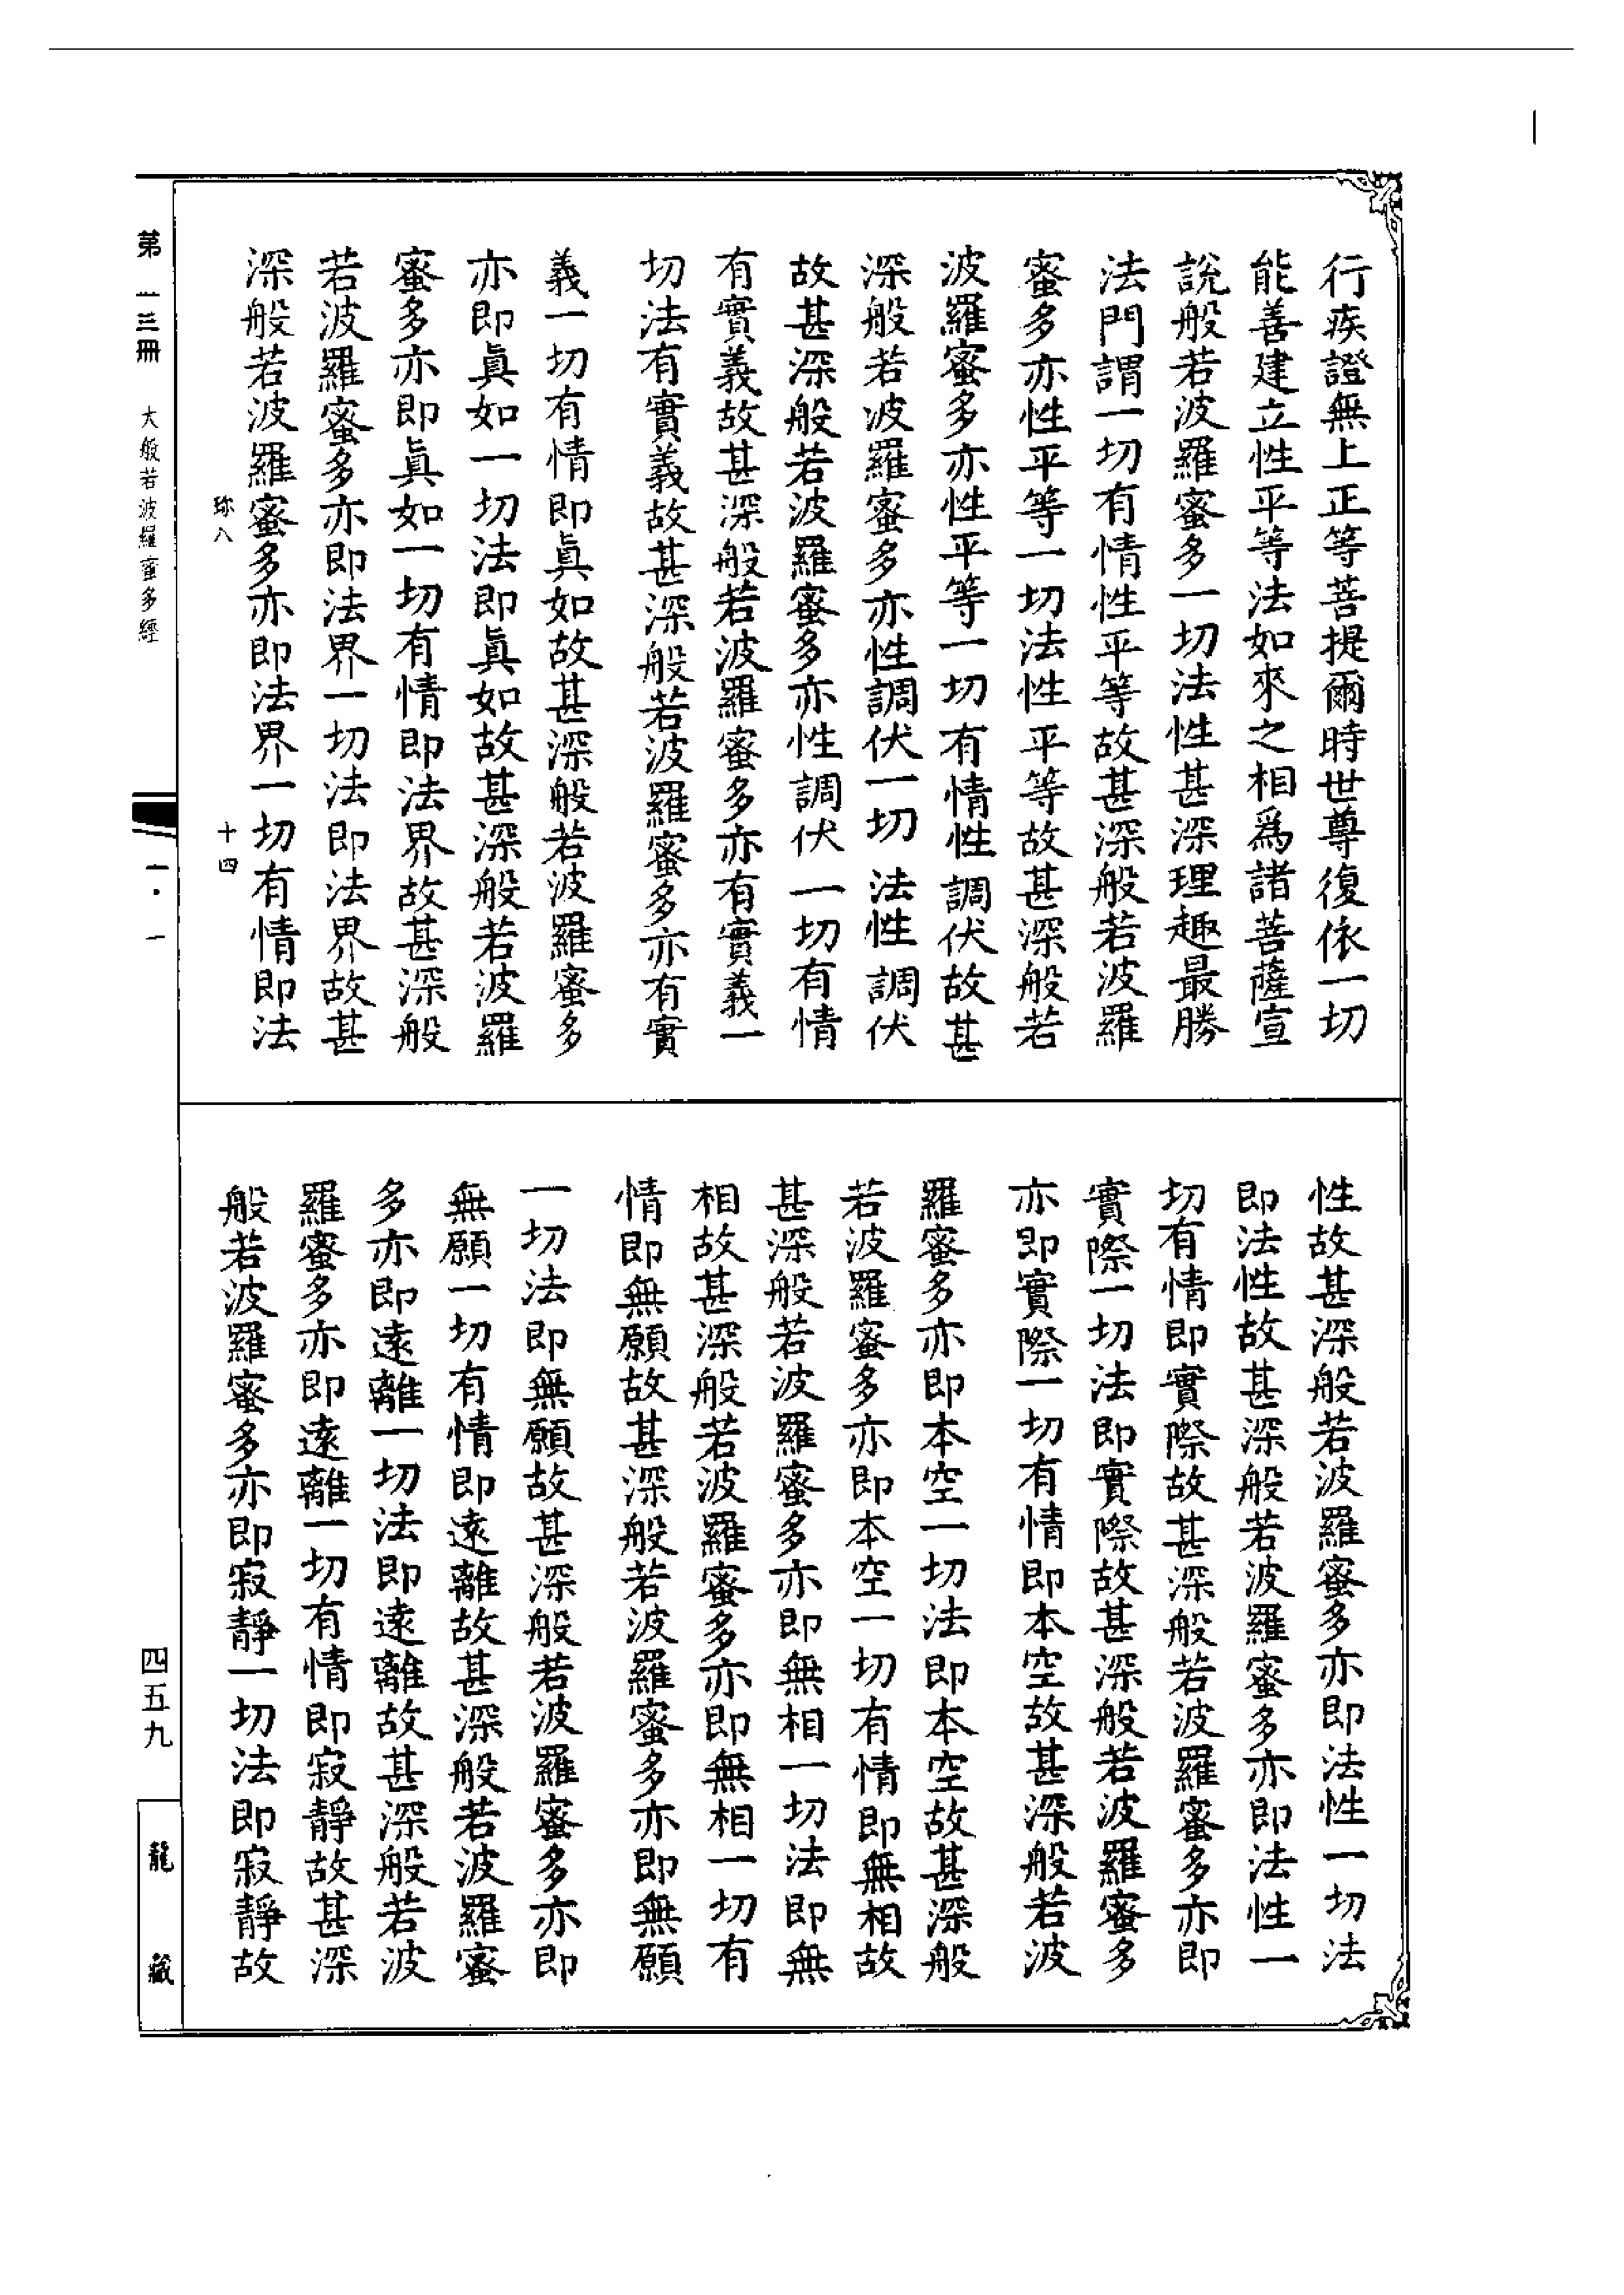 行疾證無上正等菩提爾時世尊復依一切
能善建立性平等法如來之相爲諸菩薩宣
說般若波羅蜜多一切法性甚深理趣最勝
法門謂一切有情性平等故甚深般若波羅
蜜多亦性平等一切法性平等故甚深般若
波羅蜜多亦性平等一切有情性調伏故甚
深般若波羅蜜多亦性調伏一切法性調伏
故甚深般若波羅蜜多亦性調伏一切有情
有實義故甚深般若波羅蜜多亦有實義一
切法有實義故甚深般若波羅蜜多亦有實
義一切有情即眞如故甚深般若波羅蜜多
亦即眞如一切法即眞如故甚深般若波羅
蜜多亦即眞如一切有情即法界故甚深般
若波羅蜜多亦即法界一切法即法界故甚
深般若波羅蜜多亦即法界一切有情即法
性故甚深般若波羅蜜多亦即法性一切法
即法性故甚深般若波羅蜜多亦即法性一
切有情即實際故甚深般若波羅蜜多亦即
實際一切法即實際故甚深般若波羅蜜多
亦即實際一切有情即本空故甚深般若波
羅蜜多亦即本空一切法即本空故甚深般
若波羅蜜多亦即本空一切有情即無相故
甚深般若波羅蜜多亦即無相一切法即無
相故甚深般若波羅蜜多亦即無相一切有
情即無願故甚深般若波羅蜜多亦即無願
一切法即無願故甚深般若波羅蜜多亦即
無願一切有情即遠離故甚深般若波羅蜜
多亦即遠離一切法即遠離故甚深般若波
羅蜜多亦即遠離一切有情即寂靜故甚深
般若波羅蜜多亦即寂靜一切法即寂靜故
珎八 十四
第一三冊 大般若波羅蜜多經 一·一 四五九
龍藏